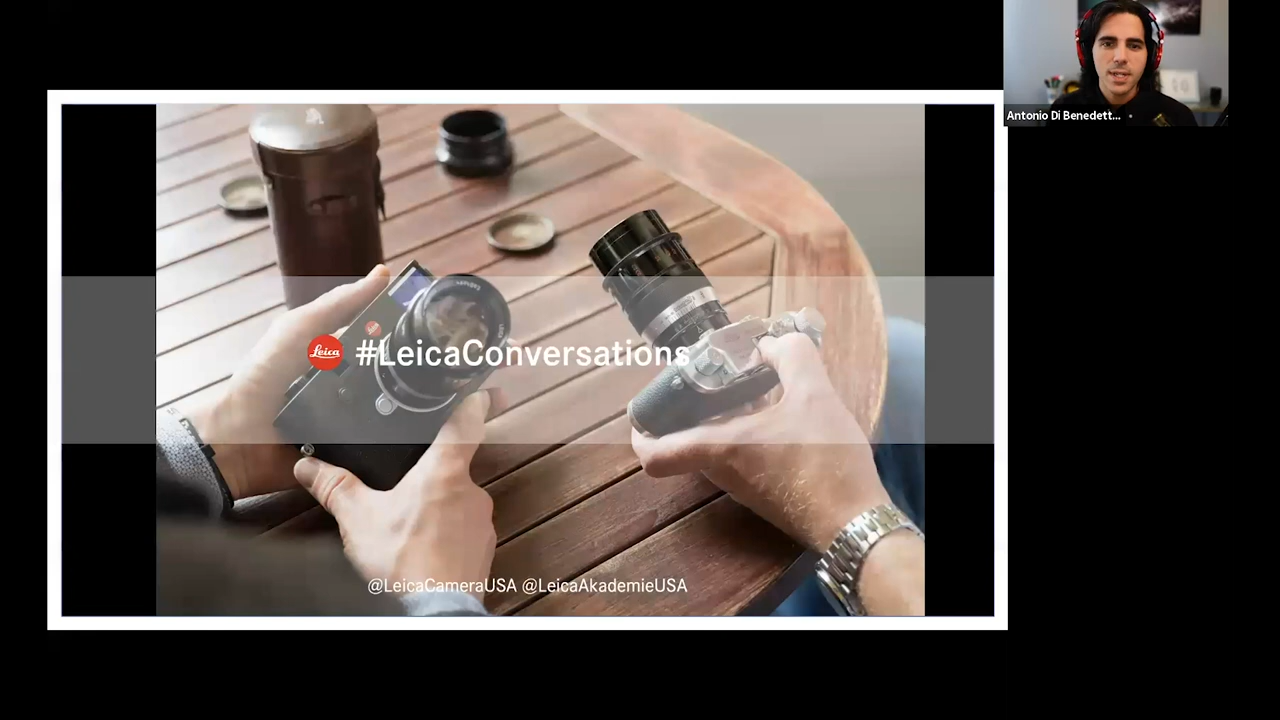 Antonio Di Benedett...
Leica #LeicaConversations
@LeicaCameraUSA @LeicaAkademieUSA